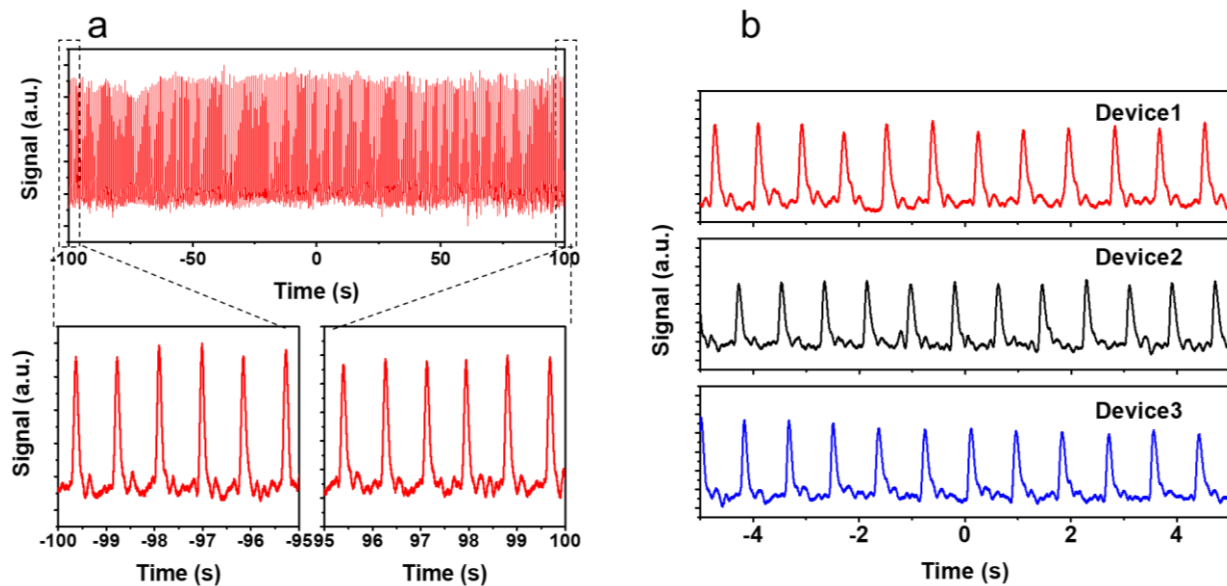 a
Signal (a.u.)
-100 -50 0 50 100
Time (s)
Signal (a.u.)
-100 -99 -98 -97 -96 -95
Time (s)
95 96 97 98 99 100
Time (s)
b
Signal (a.u.)
Device1
Device2
Device3
-4 -2 0 2 4
Time (s)